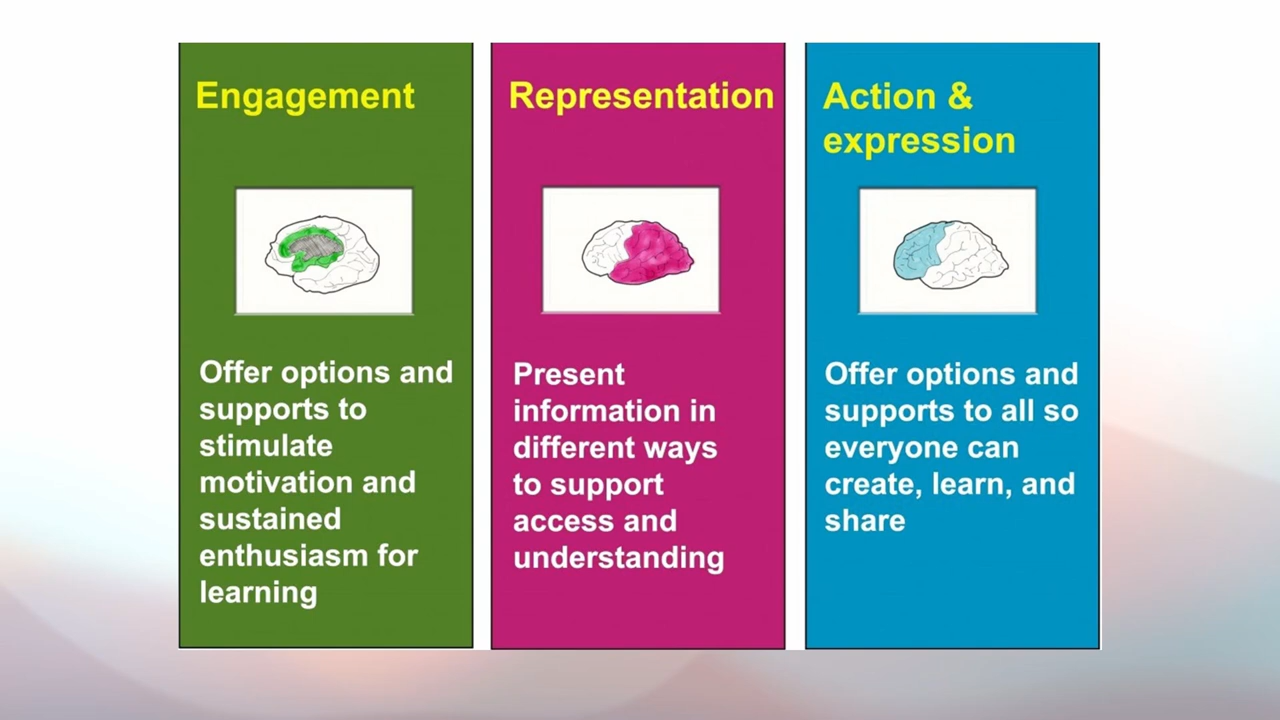 Engagement
Offer options and
supports to
stimulate
motivation and
sustained
enthusiasm for
learning
Representation
Present
information in
different ways
to support
access and
understanding
Action &
expression
Offer options and
supports to all so
everyone can
create, learn, and
share